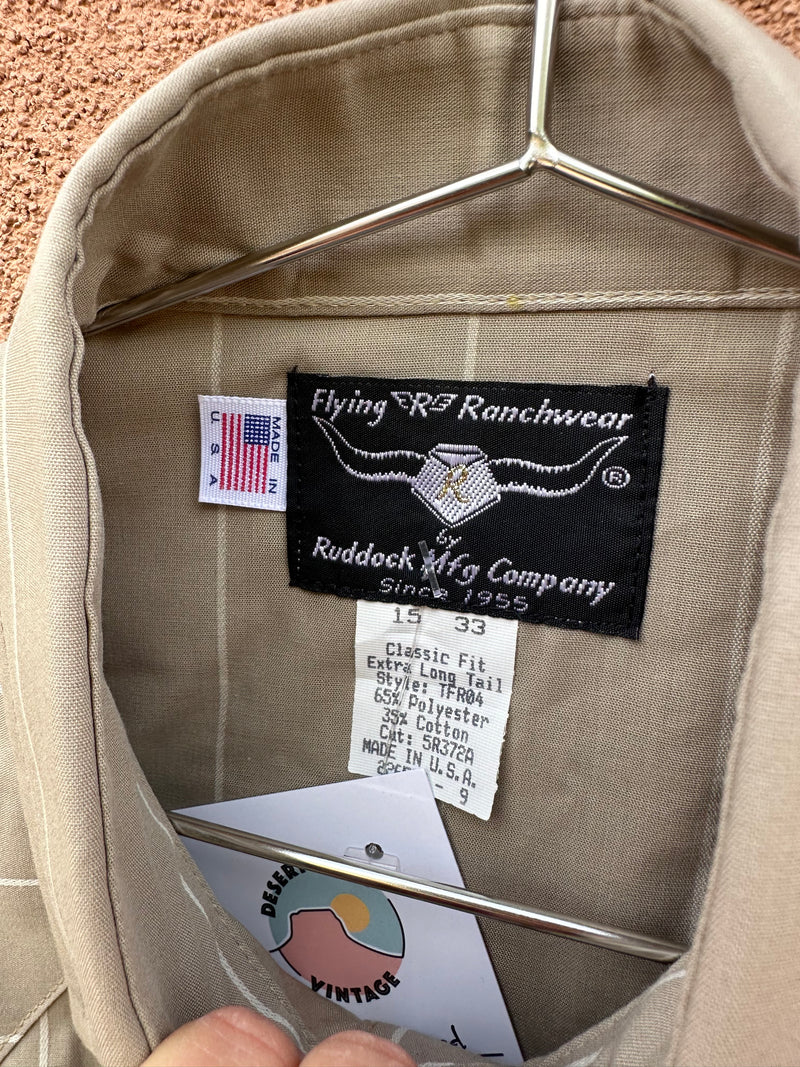 Flying R Ranchwear
R
®
by
Ruddock Mfg Company
Since 1955
MADE IN
U S A
15 33
Classic Fit
Extra Long Tail
Style: TFR04
65% Polyester
35% Cotton
Cut: 5R372A
MADE IN U.S.A.
- 9
DESERT
VINTAGE